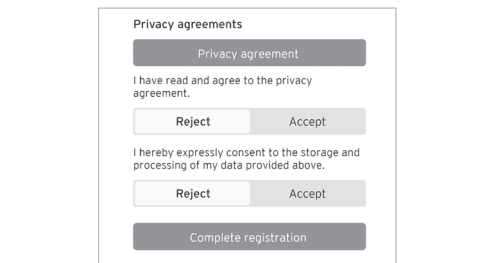 Privacy agreements
Privacy agreement
I have read and agree to the privacy
agreement.
Reject Accept
I hereby expressly consent to the storage and
processing of my data provided above.
Reject Accept
Complete registration